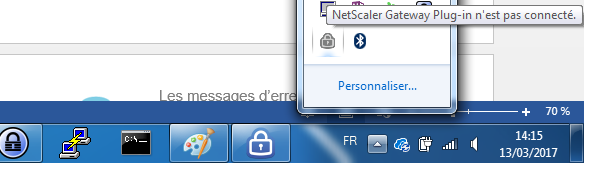 NetScaler Gateway Plug-in n'est pas connecté.
Personnaliser...
Les messages d'erre
70 %
C:\_
FR
14:15
13/03/2017